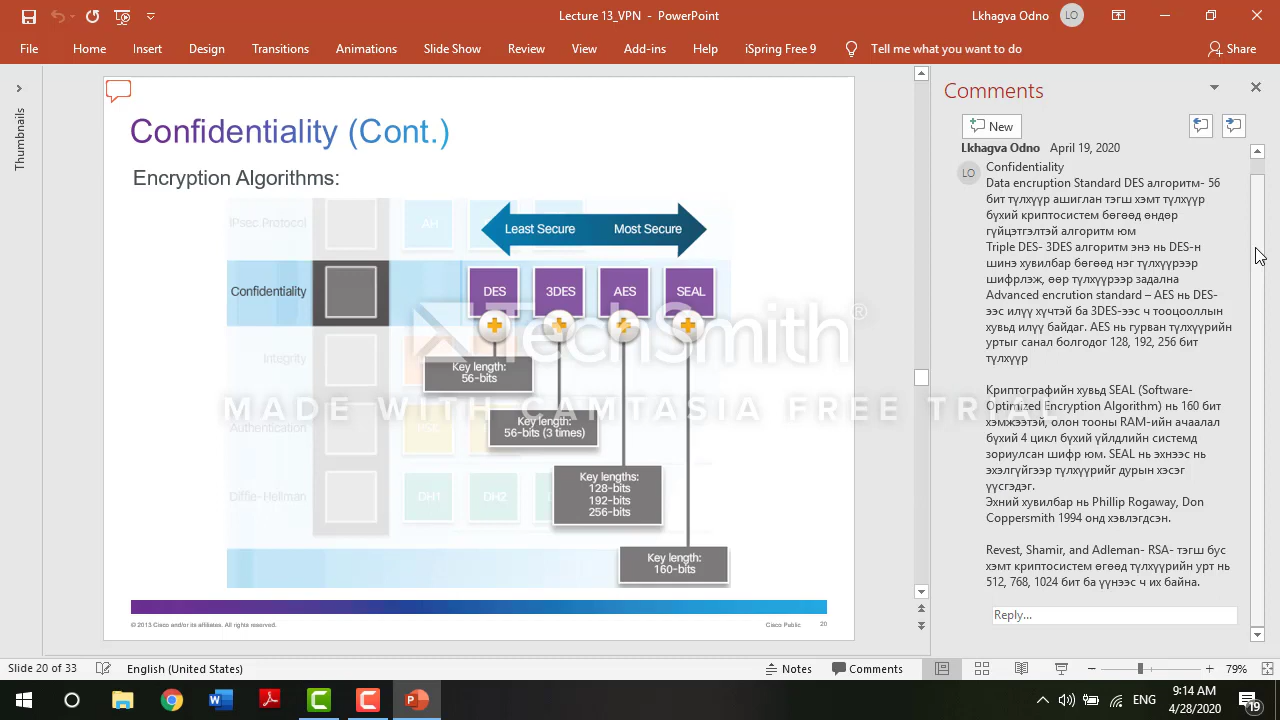 Lecture 13_VPN - PowerPoint
Lkhagva Odno LO
File Home Insert Design Transitions Animations Slide Show Review View Add-ins Help iSpring Free 9 Tell me what you want to do Share
Thumbnails
Confidentiality (Cont.)
Encryption Algorithms:
IPsec Protocol AH
Least Secure Most Secure
Confidentiality DES 3DES AES SEAL
TechSmith®
Integrity
Key length:
56-bits
MADE WITH CAMTASIA FREE TRIAL
Authentication PSK
Key length:
56-bits (3 times)
Diffie-Hellman DH1 DH2
Key lengths:
128-bits
192-bits
256-bits
Key length:
160-bits
© 2013 Cisco and/or its affiliates. All rights reserved. Cisco Public 20
Comments
New
Lkhagva Odno April 19, 2020
LO
Confidentiality
Data encruption Standard DES алгоритм- 56
бит түлхүүр ашиглан тэгш хэмт түлхүүр
бүхий криптосистем бөгөөд өндөр
гүйцэтгэлтэй алгоритм юм
Triple DES- 3DES алгоритм энэ нь DES-н
шинэ хувилбар бөгөөд нэг түлхүүрээр
шифрлэж, өөр түлхүүрээр задална
Advanced encrution standard – AES нь DES-
ээс илүү хүчтэй ба 3DES-ээс ч тооцооллын
хувьд илүү байдаг. AES нь гурван түлхүүрийн
уртыг санал болгодог 128, 192, 256 бит
түлхүүр
Криптографийн хувьд SEAL (Software-
Optimized Encryption Algorithm) нь 160 бит
хэмжээтэй, олон тооны RAM-ийн ачаалал
бүхий 4 цикл бүхий үйлдлийн системд
зориулсан шифр юм. SEAL нь эхнээс нь
эхэлгүйгээр түлхүүрийг дурын хэсэг
үүсгэдэг.
Эхний хувилбар нь Phillip Rogaway, Don
Coppersmith 1994 онд хэвлэгдсэн.
Revest, Shamir, and Adleman- RSA- тэгш бус
хэмт криптосистем өгөөд түлхүүрийн урт нь
512, 768, 1024 бит ба үүнээс ч их байна.
Reply...
Slide 20 of 33 English (United States) Notes Comments 79%
ENG
9:14 AM
4/28/2020
19